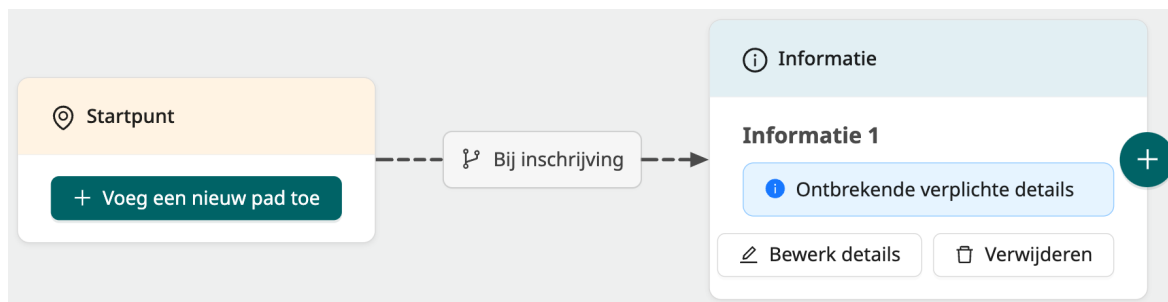 Startpunt
Voeg een nieuw pad toe
Bij inschrijving
Informatie
Informatie 1
Ontbrekende verplichte details
Bewerk details
Verwijderen